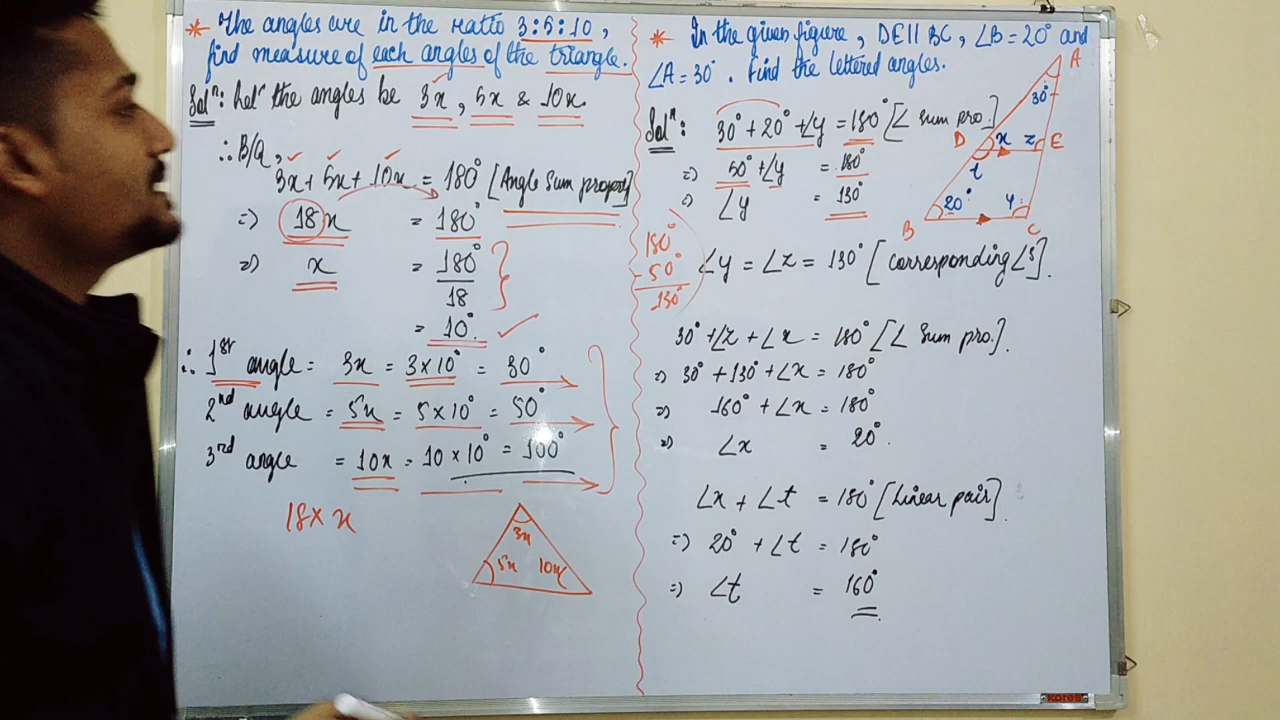 * The angles are in the ratio 3:5:10,
find measure of each angles of the triangle.
Solⁿ: Let the angles be 3x, 5x & 10x.
∴ B/Q,
3x + 5x + 10x = 180° [Angle Sum property]
=) 18x = 180°
=) x = 180°
18
= 10°.
∴ 1st angle = 3x = 3×10° = 30°
2nd angle = 5x = 5×10° = 50°
3rd angle = 10x = 10×10° = 100°
18 × x
3x
5x 10x
* In the given figure, DE || BC, ∠B = 20° and
∠A = 30°. Find the lettered angles.
A
30°
D x z E
t
20° y
B C
Solⁿ: 30° + 20° + ∠y = 180° [∠ Sum pro.]
=) 50° + ∠y = 180°
=) ∠y = 130°
180°
- 50°
130°
∠y = ∠z = 130° [corresponding ∠s].
30° + ∠z + ∠x = 180° [∠ Sum pro.].
=) 30° + 130° + ∠x = 180°
=) 160° + ∠x = 180°
=) ∠x = 20°.
∠x + ∠t = 180° [Linear pair].
=) 20° + ∠t = 180°
=) ∠t = 160°
kores